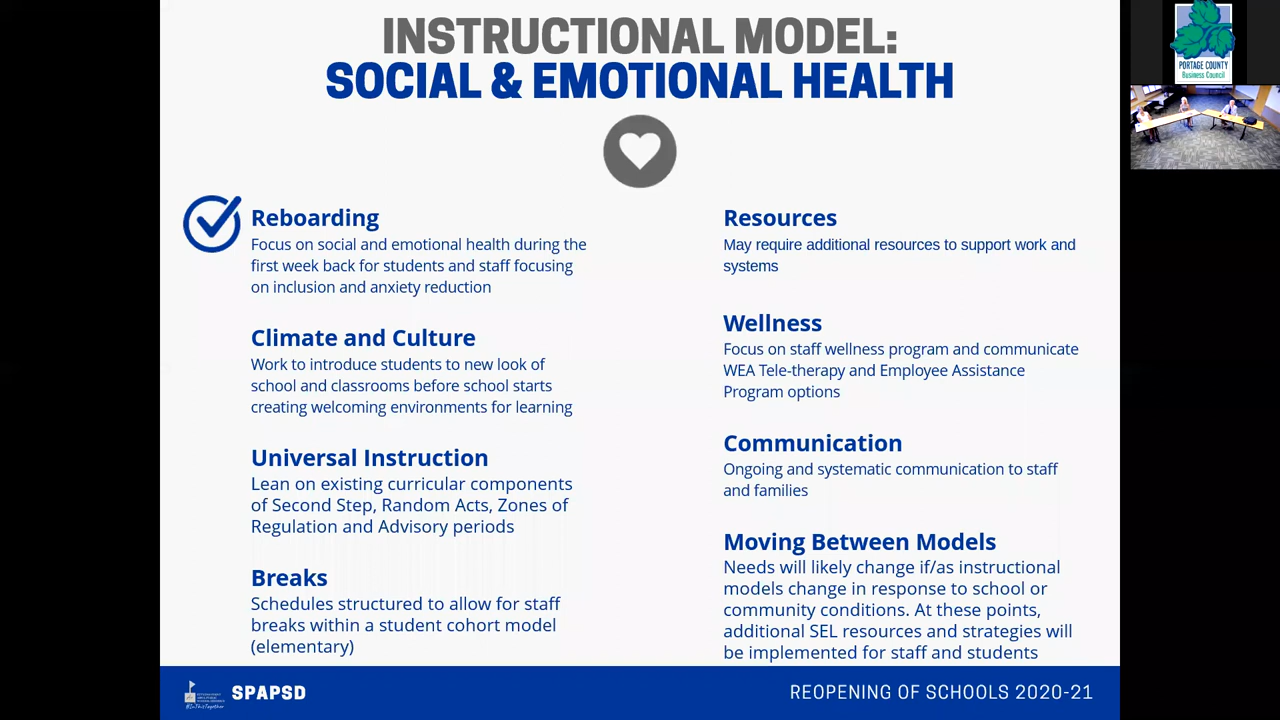 INSTRUCTIONAL MODEL:
SOCIAL & EMOTIONAL HEALTH
Reboarding
Focus on social and emotional health during the
first week back for students and staff focusing
on inclusion and anxiety reduction
Climate and Culture
Work to introduce students to new look of
school and classrooms before school starts
creating welcoming environments for learning
Universal Instruction
Lean on existing curricular components
of Second Step, Random Acts, Zones of
Regulation and Advisory periods
Breaks
Schedules structured to allow for staff
breaks within a student cohort model
(elementary)
Resources
May require additional resources to support work and
systems
Wellness
Focus on staff wellness program and communicate
WEA Tele-therapy and Employee Assistance
Program options
Communication
Ongoing and systematic communication to staff
and families
Moving Between Models
Needs will likely change if/as instructional
models change in response to school or
community conditions. At these points,
additional SEL resources and strategies will
be implemented for staff and students
SPAPSD
REOPENING OF SCHOOLS 2020-21
PORTAGE COUNTY
Business Council